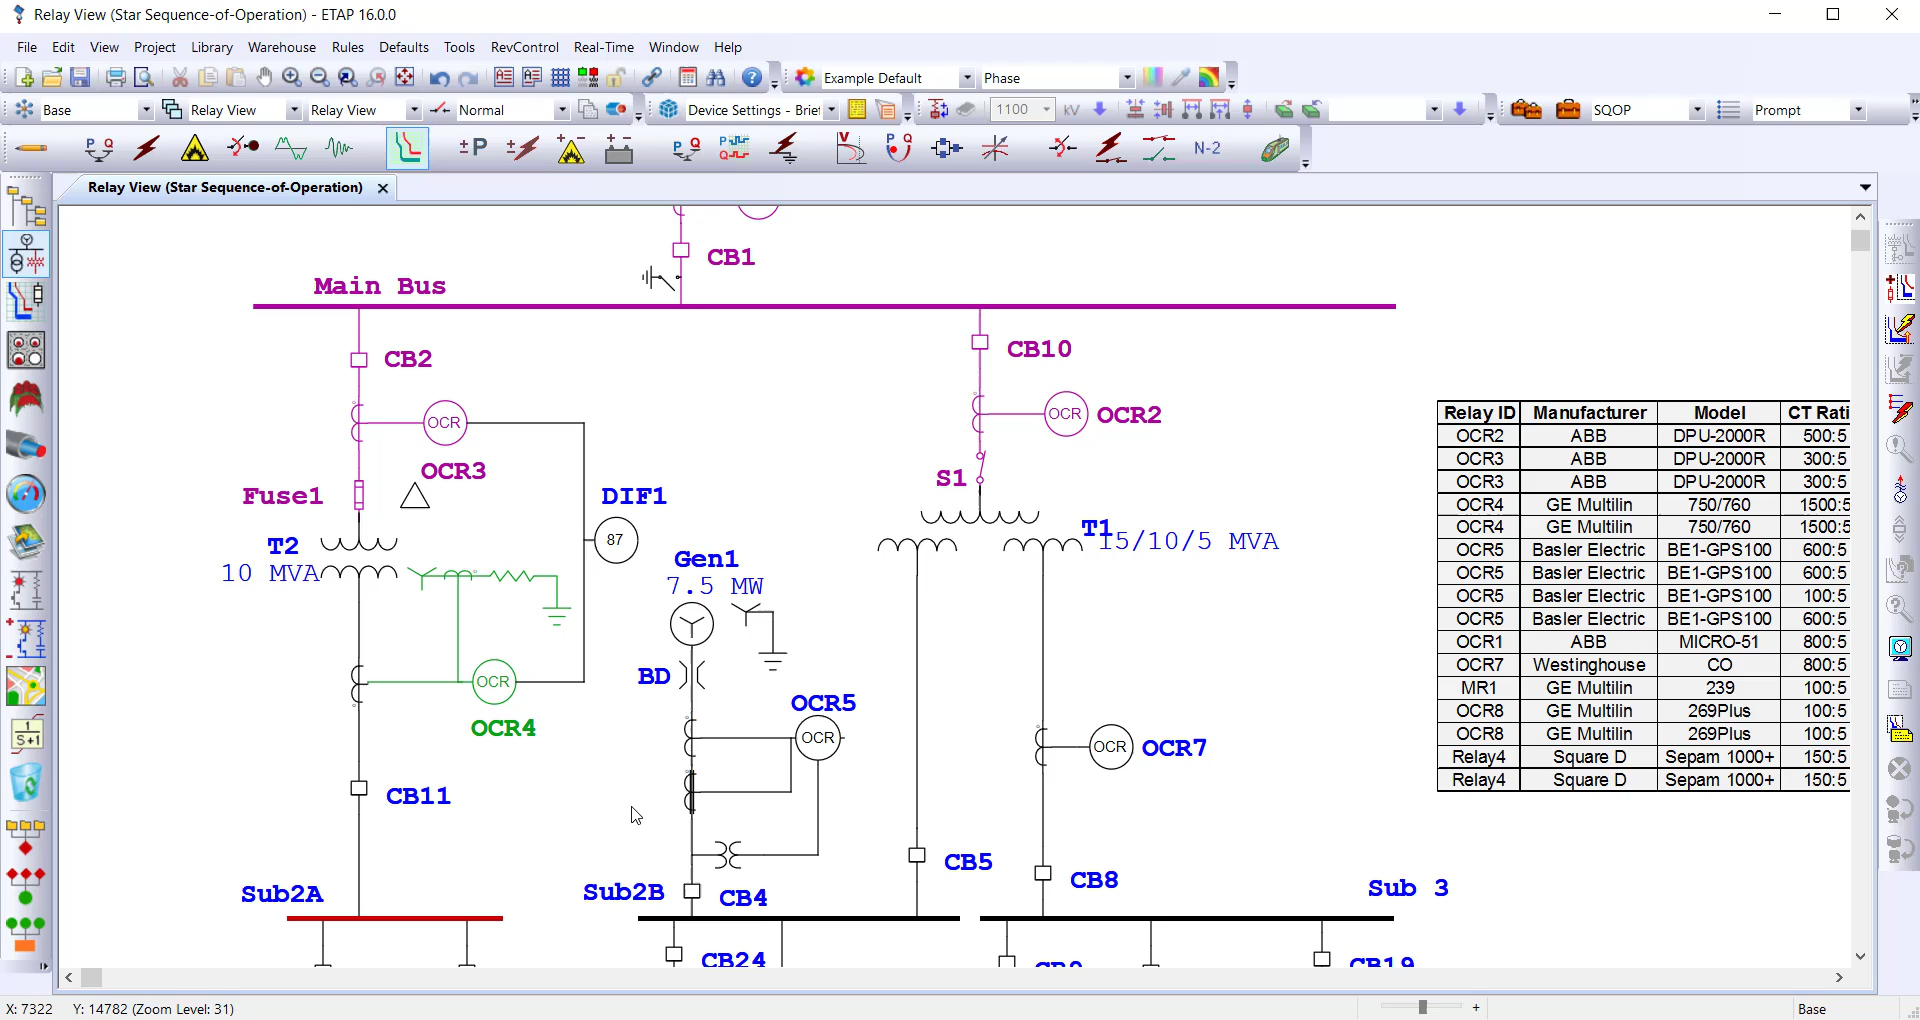 Relay View (Star Sequence-of-Operation) - ETAP 16.0.0
File Edit View Project Library Warehouse Rules Defaults Tools RevControl Real-Time Window Help
Example Default Phase
Base Relay View Relay View Normal Device Settings - Brief 1100 kV SQOP Prompt
P Q ±P P Q P Q V P Q N-2
Relay View (Star Sequence-of-Operation)
CB1
Main Bus
CB2
CB10
OCR
OCR3
OCR OCR2
S1
Fuse1
DIF1
87
T2
10 MVA
T1
15/10/5 MVA
Gen1
7.5 MW
BD
OCR
OCR4
OCR5
OCR
OCR OCR7
CB11
CB5
CB8
Sub2A
Sub2B
CB4
Sub 3
CB24
Relay ID Manufacturer Model CT Rati
OCR2 ABB DPU-2000R 500:5
OCR3 ABB DPU-2000R 300:5
OCR3 ABB DPU-2000R 300:5
OCR4 GE Multilin 750/760 1500:5
OCR4 GE Multilin 750/760 1500:5
OCR5 Basler Electric BE1-GPS100 600:5
OCR5 Basler Electric BE1-GPS100 600:5
OCR5 Basler Electric BE1-GPS100 100:5
OCR5 Basler Electric BE1-GPS100 600:5
OCR1 ABB MICRO-51 800:5
OCR7 Westinghouse CO 800:5
MR1 GE Multilin 239 100:5
OCR8 GE Multilin 269Plus 100:5
OCR8 GE Multilin 269Plus 100:5
Relay4 Square D Sepam 1000+ 150:5
Relay4 Square D Sepam 1000+ 150:5
1
S+1
X: 7322 Y: 14782 (Zoom Level: 31)
Base